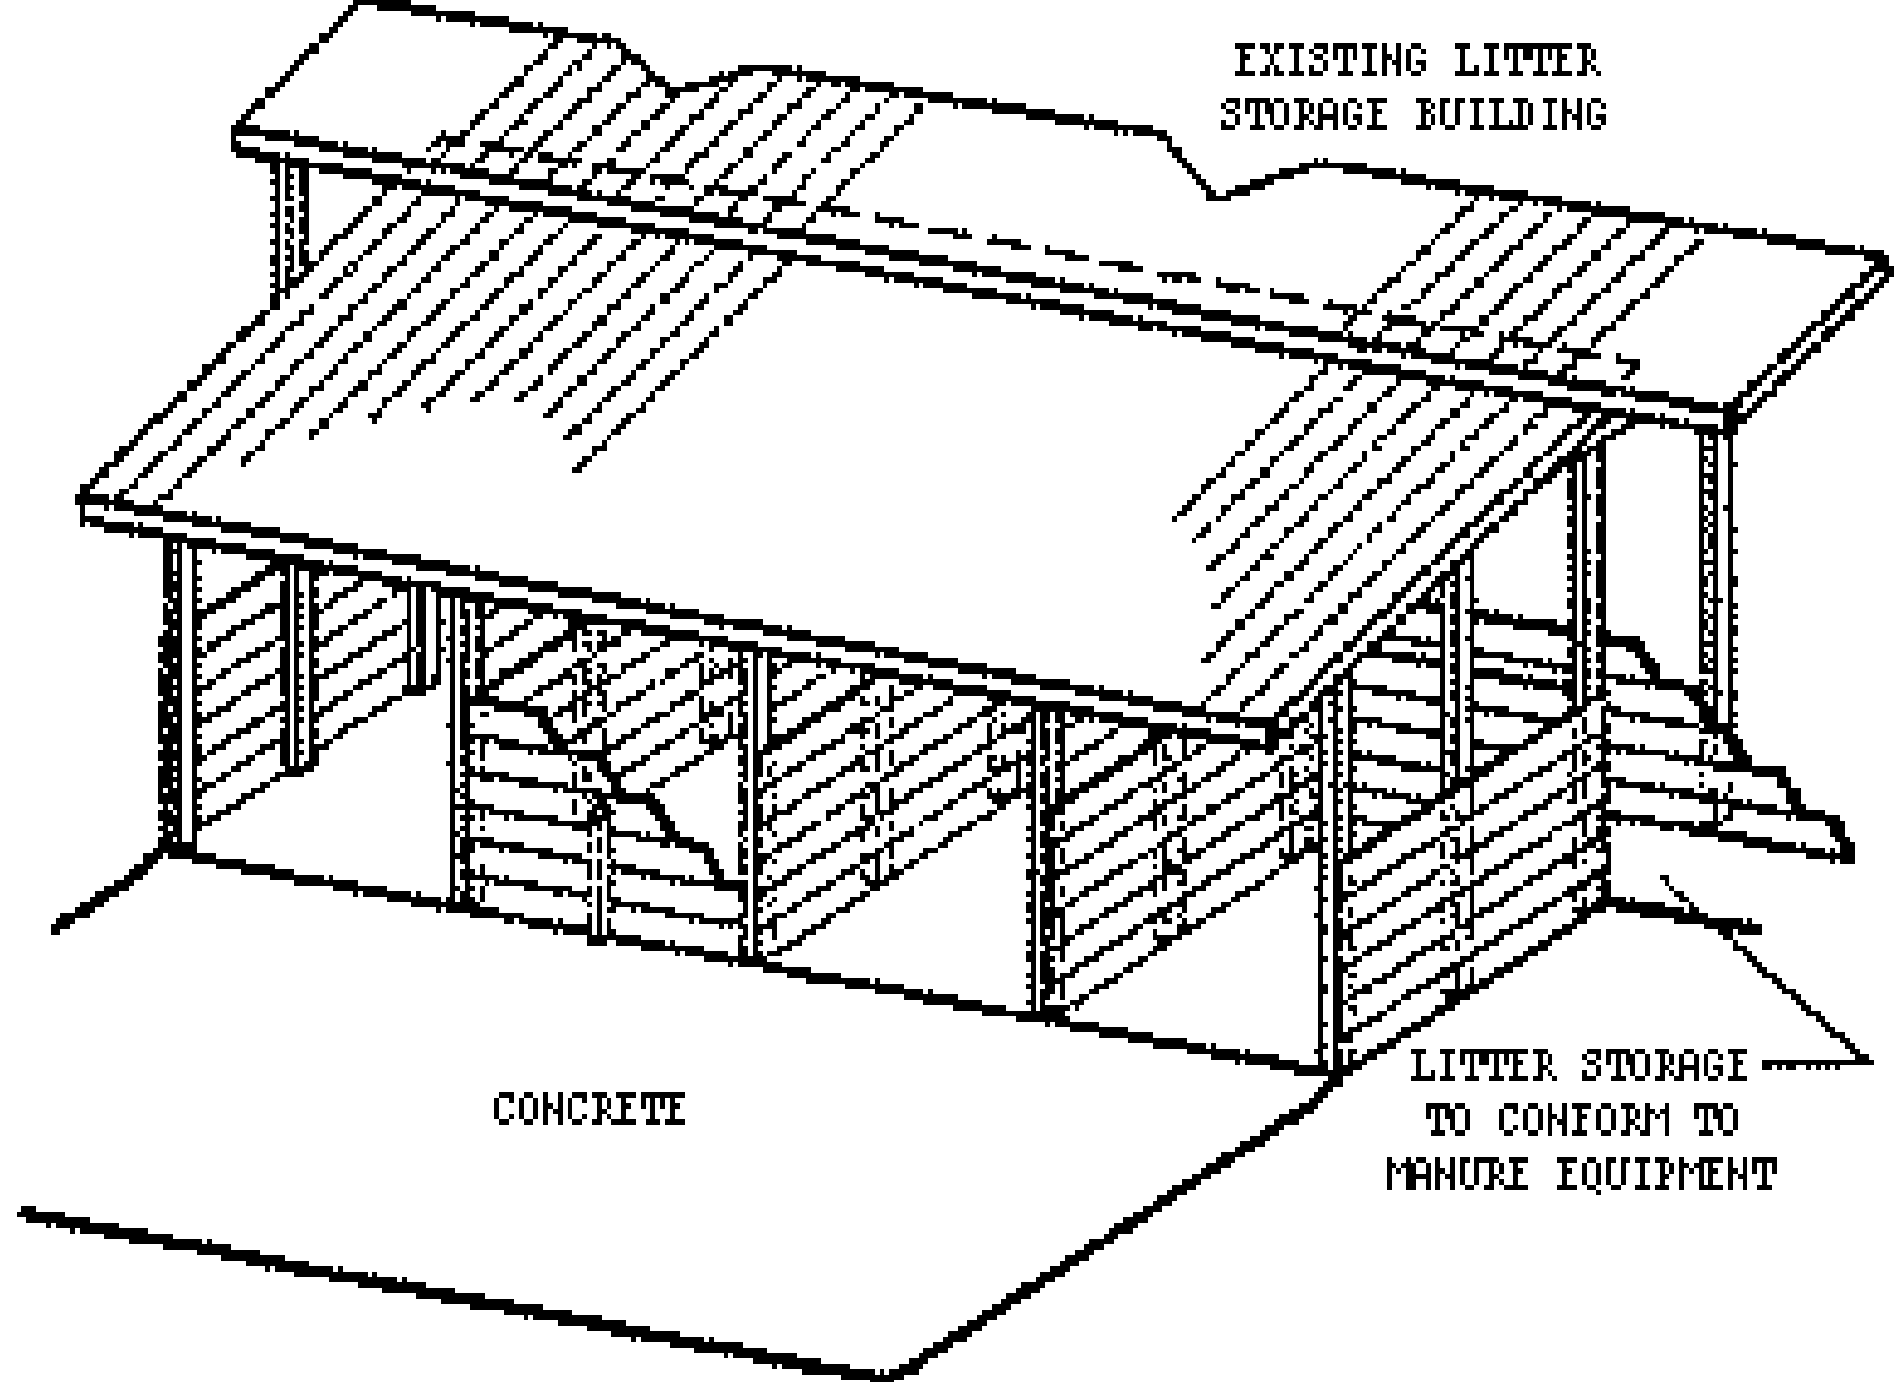 EXISTING LITTER
STORAGE BUILDING
CONCRETE
LITTER STORAGE
TO CONFORM TO
MANURE EQUIPMENT